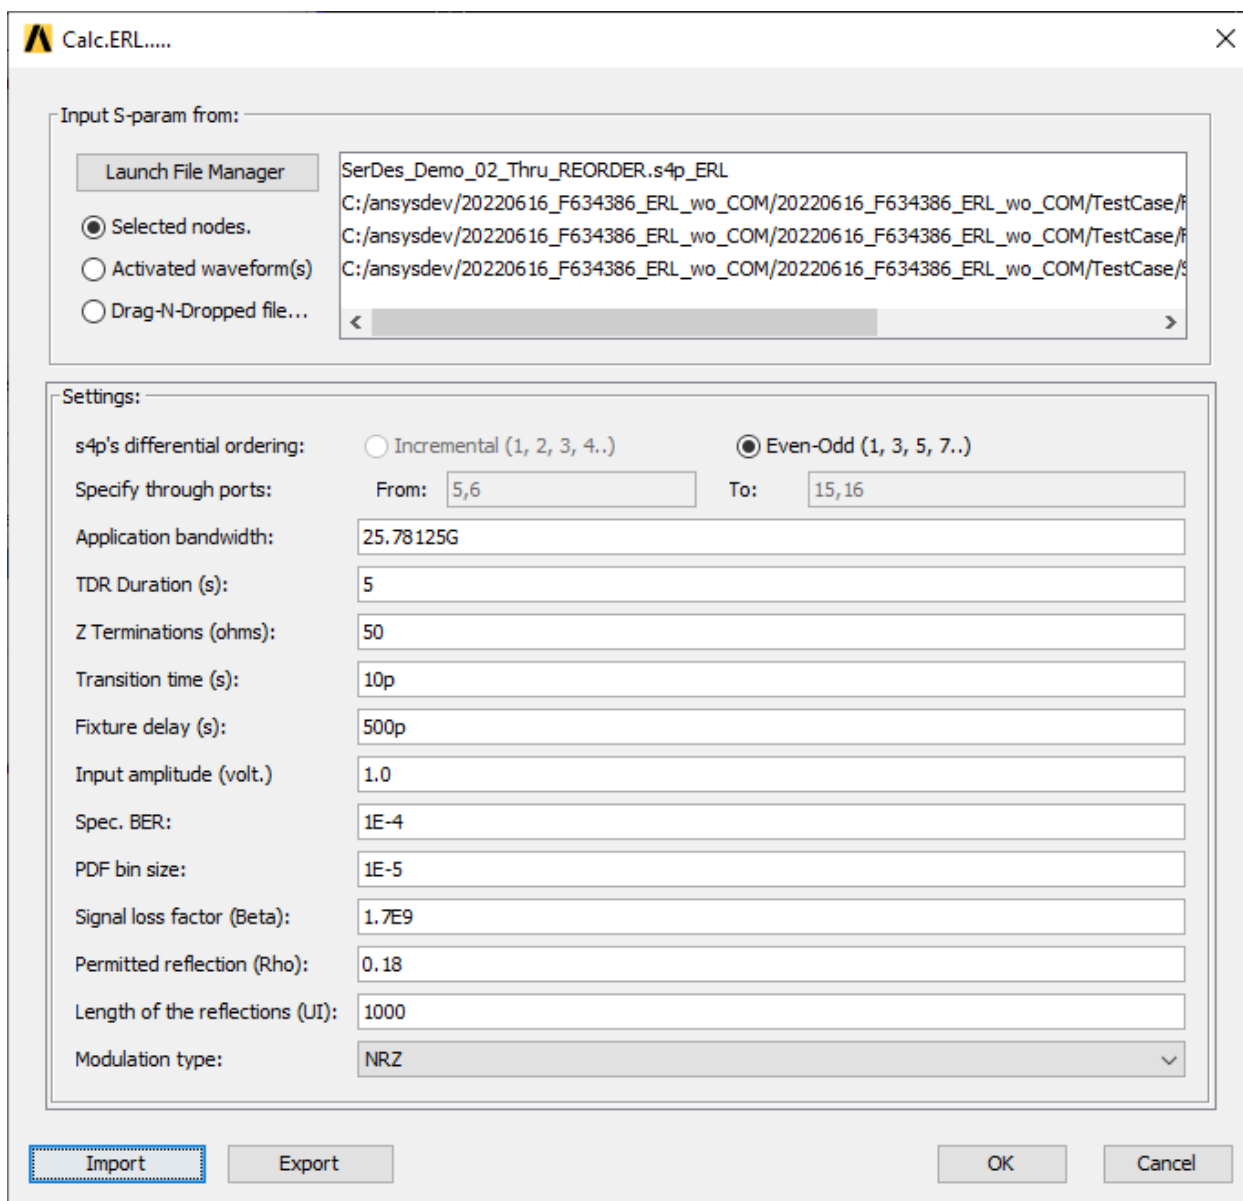 Calc.ERL.....
Input S-param from:
Launch File Manager
Selected nodes.
Activated waveform(s)
Drag-N-Dropped file...
SerDes_Demo_02_Thru_REORDER.s4p_ERL
C:/ansysdev/20220616_F634386_ERL_wo_COM/20220616_F634386_ERL_wo_COM/TestCase/
C:/ansysdev/20220616_F634386_ERL_wo_COM/20220616_F634386_ERL_wo_COM/TestCase/
C:/ansysdev/20220616_F634386_ERL_wo_COM/20220616_F634386_ERL_wo_COM/TestCase/
Settings:
s4p's differential ordering: Incremental (1, 2, 3, 4..) Even-Odd (1, 3, 5, 7..)
Specify through ports: From: 5,6 To: 15,16
Application bandwidth: 25.78125G
TDR Duration (s): 5
Z Terminations (ohms): 50
Transition time (s): 10p
Fixture delay (s): 500p
Input amplitude (volt.) 1.0
Spec. BER: 1E-4
PDF bin size: 1E-5
Signal loss factor (Beta): 1.7E9
Permitted reflection (Rho): 0.18
Length of the reflections (UI): 1000
Modulation type: NRZ
Import Export OK Cancel